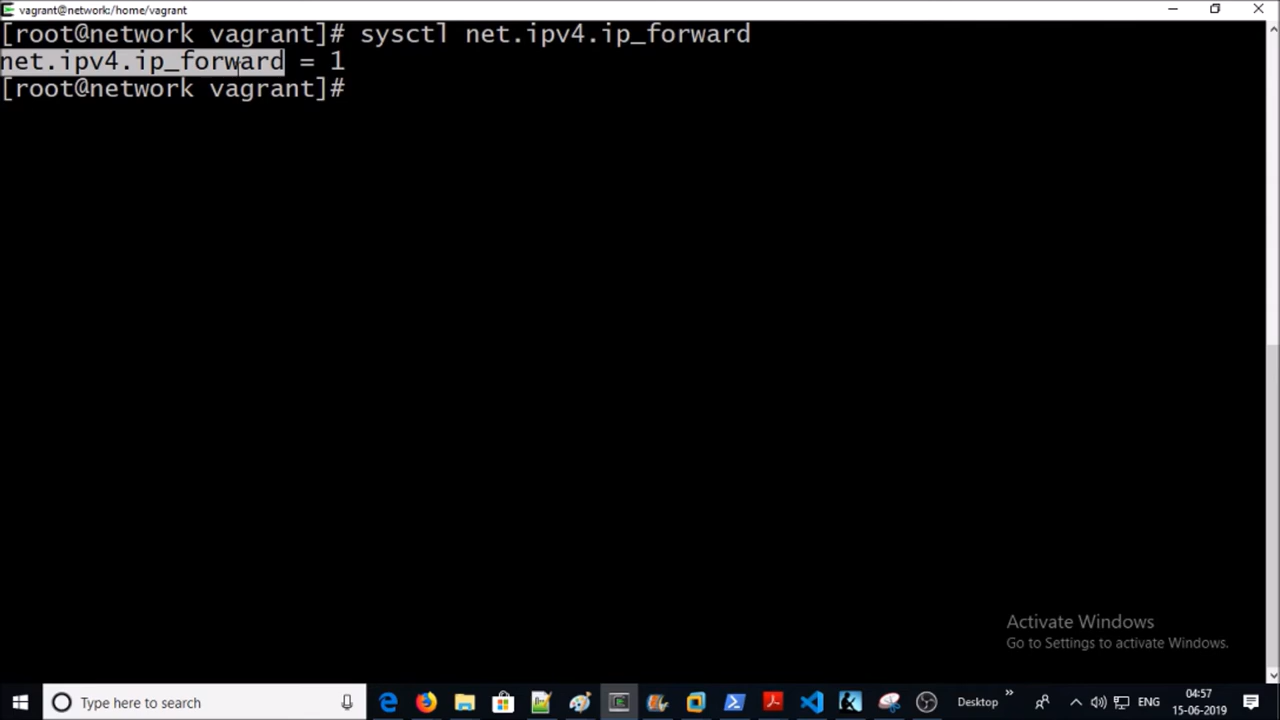 vagrant@network:/home/vagrant
[root@network vagrant]# sysctl net.ipv4.ip_forward
net.ipv4.ip_forward = 1
[root@network vagrant]#
Activate Windows
Go to Settings to activate Windows.
Type here to search
Desktop
ENG
04:57
15-06-2019